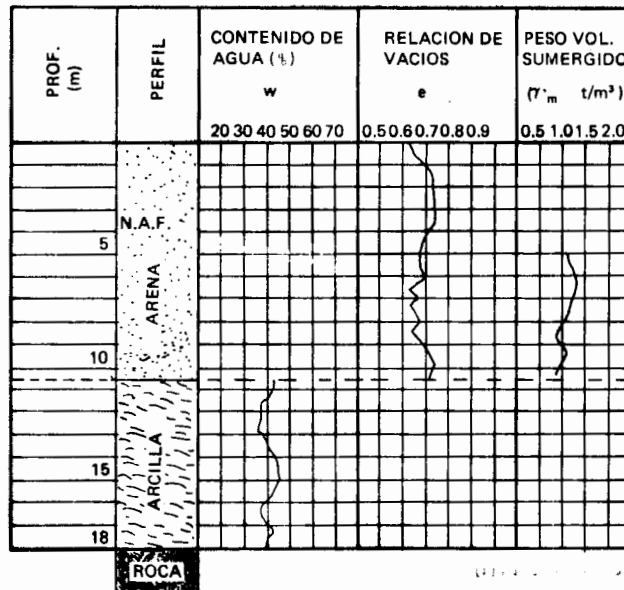 PROF.
(m)
PERFIL
CONTENIDO DE
AGUA (%)
w
20 30 40 50 60 70
RELACION DE
VACIOS
e
0.5 0.6 0.7 0.8 0.9
PESO VOL.
SUMERGIDO
(γ'm t/m³)
0.5 1.0 1.5 2.0
N.A.F.
5
ARENA
10
ARCILLA
15
18
ROCA